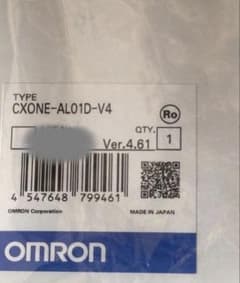 TYPE
CXONE-AL01D-V4
Ro
QTY.
Ver.4.61
1
4 547648 799461
OMRON Corporation
MADE IN JAPAN
OMRON